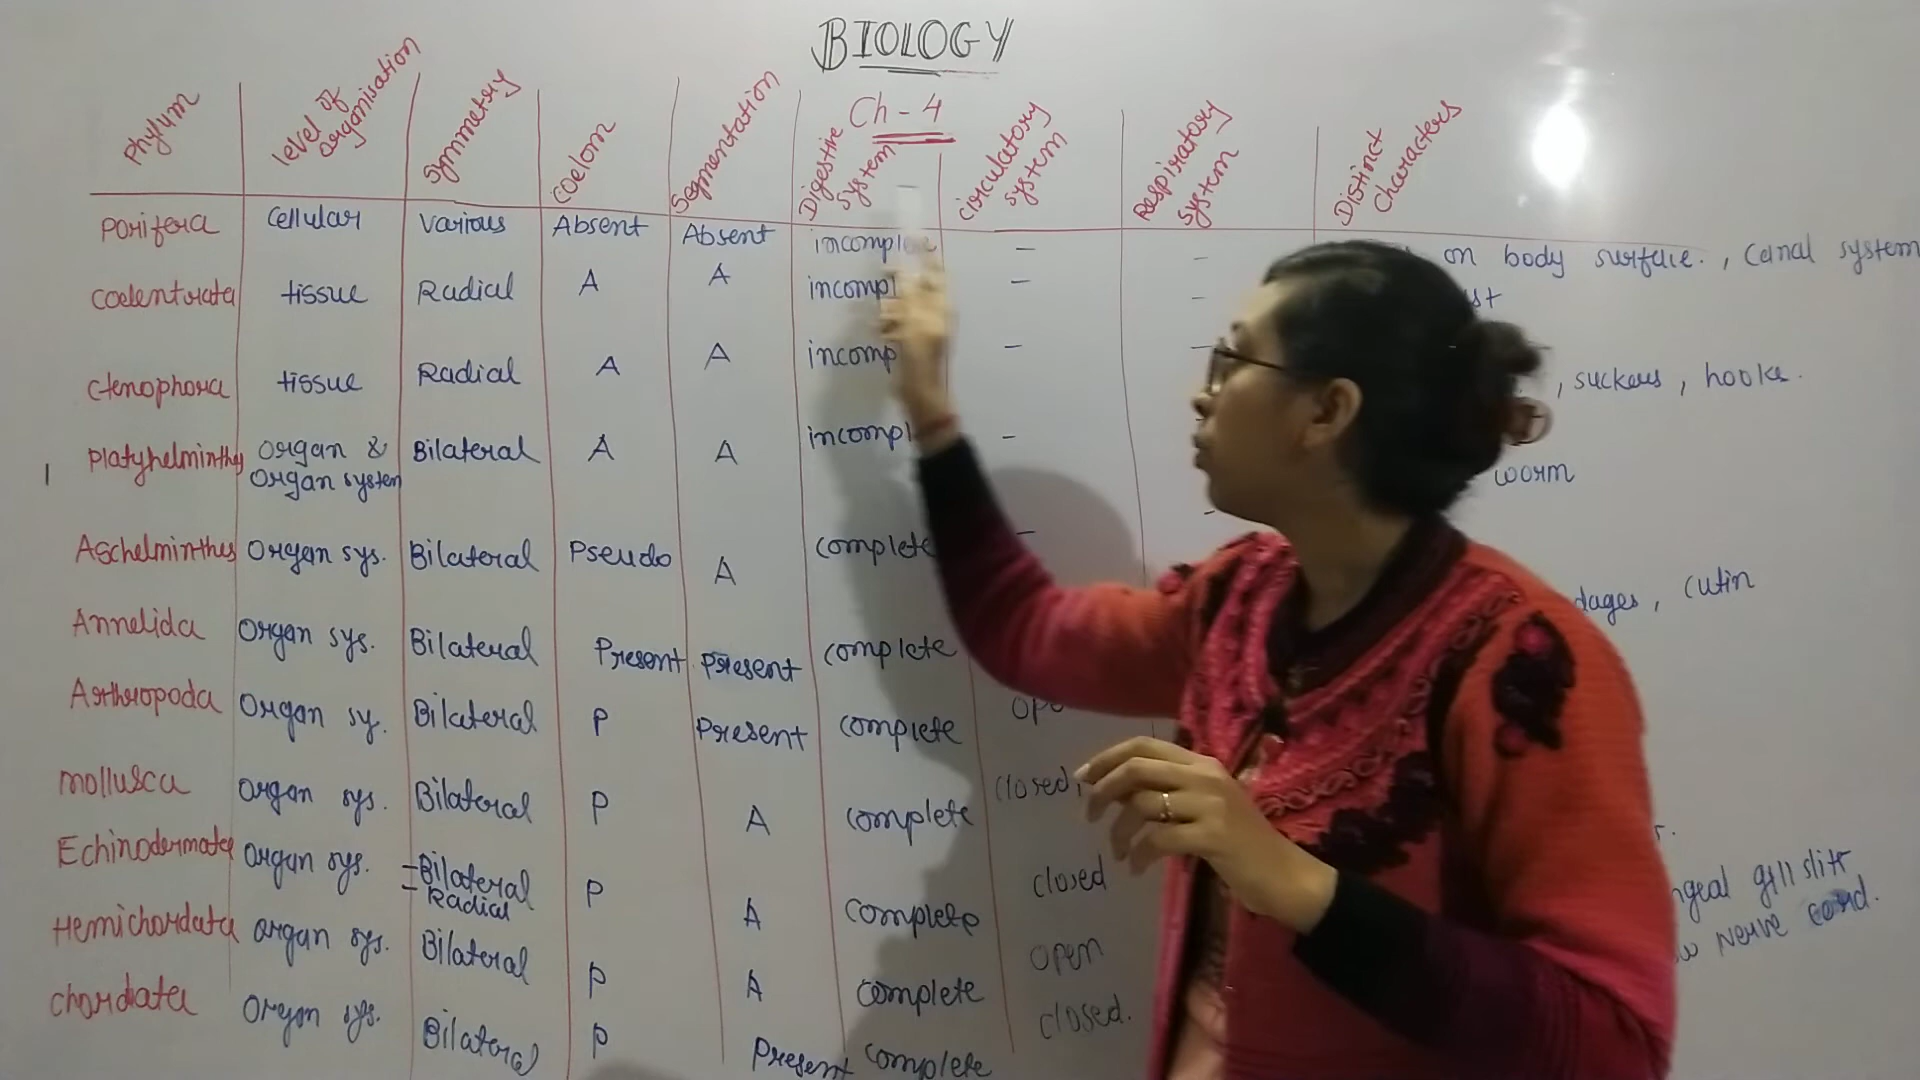 BIOLOGY
Ch - 4
Phylum
level of organisation
Symmetry
Coelom
Segmentation
Digestive System
Circulatory system
Respiratory System
Distinct Characters
Porifera Cellular Various Absent Absent incomplete - - on body surface., Canal system
Coelentrata tissue Radial A A incompl - -
Ctenophora tissue Radial A A incomp - - , suckers, hooks.
Platyhelminthy Organ & Organ system Bilateral A A incompl - worm
Aschelminthes Organ sys. Bilateral Pseudo A complete - -
Annelida Organ sys. Bilateral Present Present complete dages, cutin
Arthropoda Organ sy. Bilateral P Present complete
Mollusca Organ sys. Bilateral P A complete closed,
Echinodermata Organ sys. =Bilateral Radial P A complete closed
Hemichordata organ sys. Bilateral P A complete open ngeal gill slits
Chordata Organ sys. Bilateral P Present complete closed. Nerve cord.